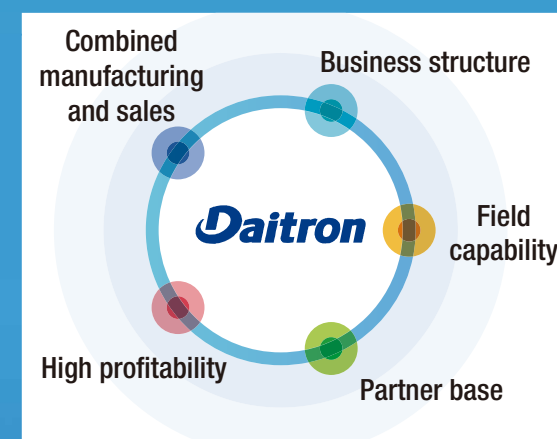 Combined
manufacturing
and sales
Business structure
Daitron
Field
capability
High profitability
Partner base